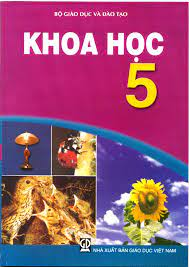 BỘ GIÁO DỤC VÀ ĐÀO TẠO
KHOA HỌC
5
NHÀ XUẤT BẢN GIÁO DỤC VIỆT NAM